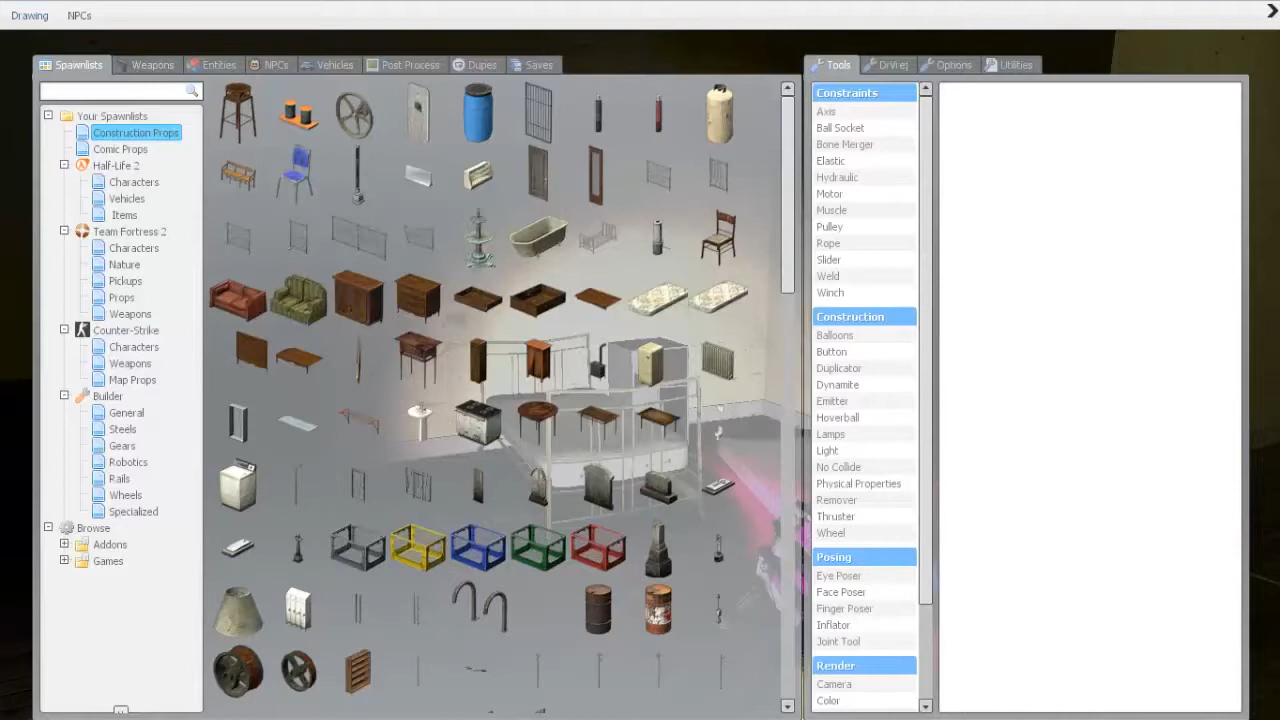 Drawing NPCs
Spawnlists Weapons Entities NPCs Vehicles Post Process Dupes Saves
Your Spawnlists
Construction Props
Comic Props
Half-Life 2
Characters
Vehicles
Items
Team Fortress 2
Characters
Nature
Pickups
Props
Weapons
Counter-Strike
Characters
Weapons
Map Props
Builder
General
Steels
Gears
Robotics
Rails
Wheels
Specialized
Browse
Addons
Games
Tools DrVrej Options Utilities
Constraints
Axis
Ball Socket
Bone Merger
Elastic
Hydraulic
Motor
Muscle
Pulley
Rope
Slider
Weld
Winch
Construction
Balloons
Button
Duplicator
Dynamite
Emitter
Hoverball
Lamps
Light
No Collide
Physical Properties
Remover
Thruster
Wheel
Posing
Eye Poser
Face Poser
Finger Poser
Inflator
Joint Tool
Render
Camera
Color